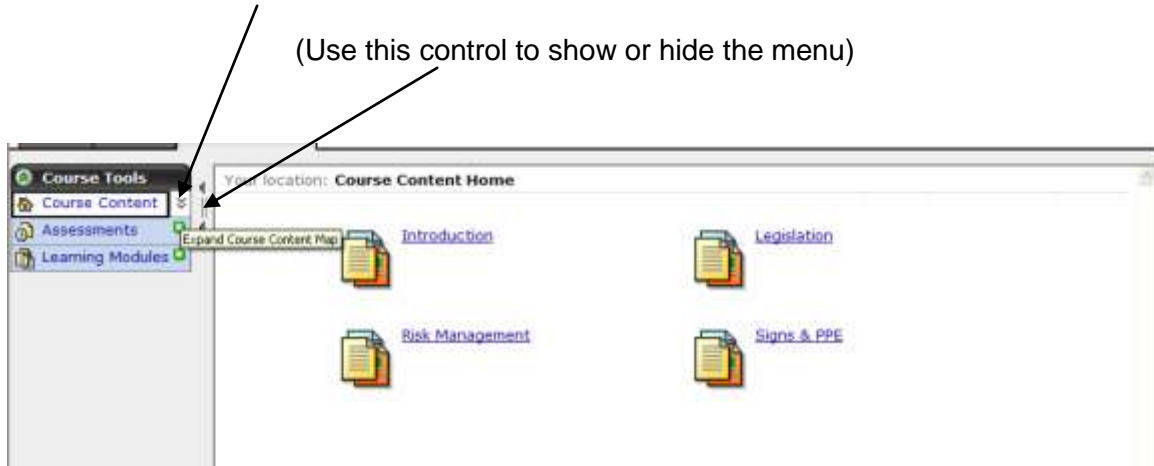 (Use this control to show or hide the menu)
Course Tools
Your location: Course Content Home
Course Content
Assessments
Expand Course Content Map
Learning Modules
Introduction
Legislation
Risk Management
Signs & PPE